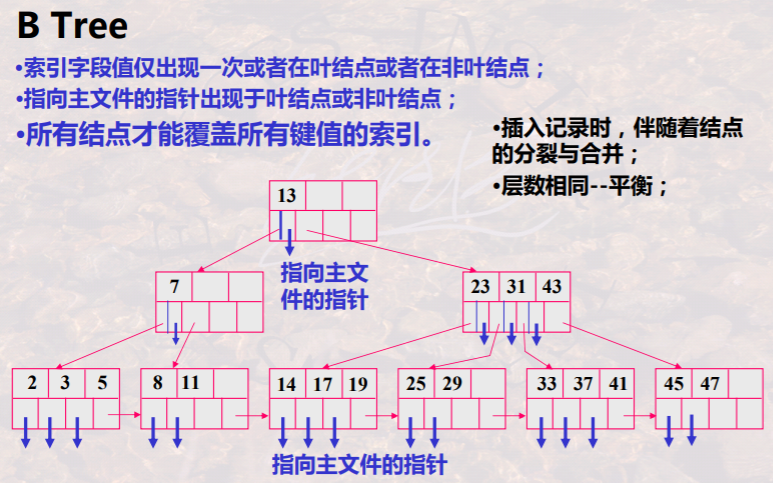 B Tree
•索引字段值仅出现一次或者在叶结点或者在非叶结点；
•指向主文件的指针出现于叶结点或非叶结点；
•所有结点才能覆盖所有键值的索引。
•插入记录时，伴随着结点
的分裂与合并；
•层数相同--平衡；
13
指向主文
件的指针
7
23 31 43
2 3 5
8 11
14 17 19
25 29
33 37 41
45 47
指向主文件的指针